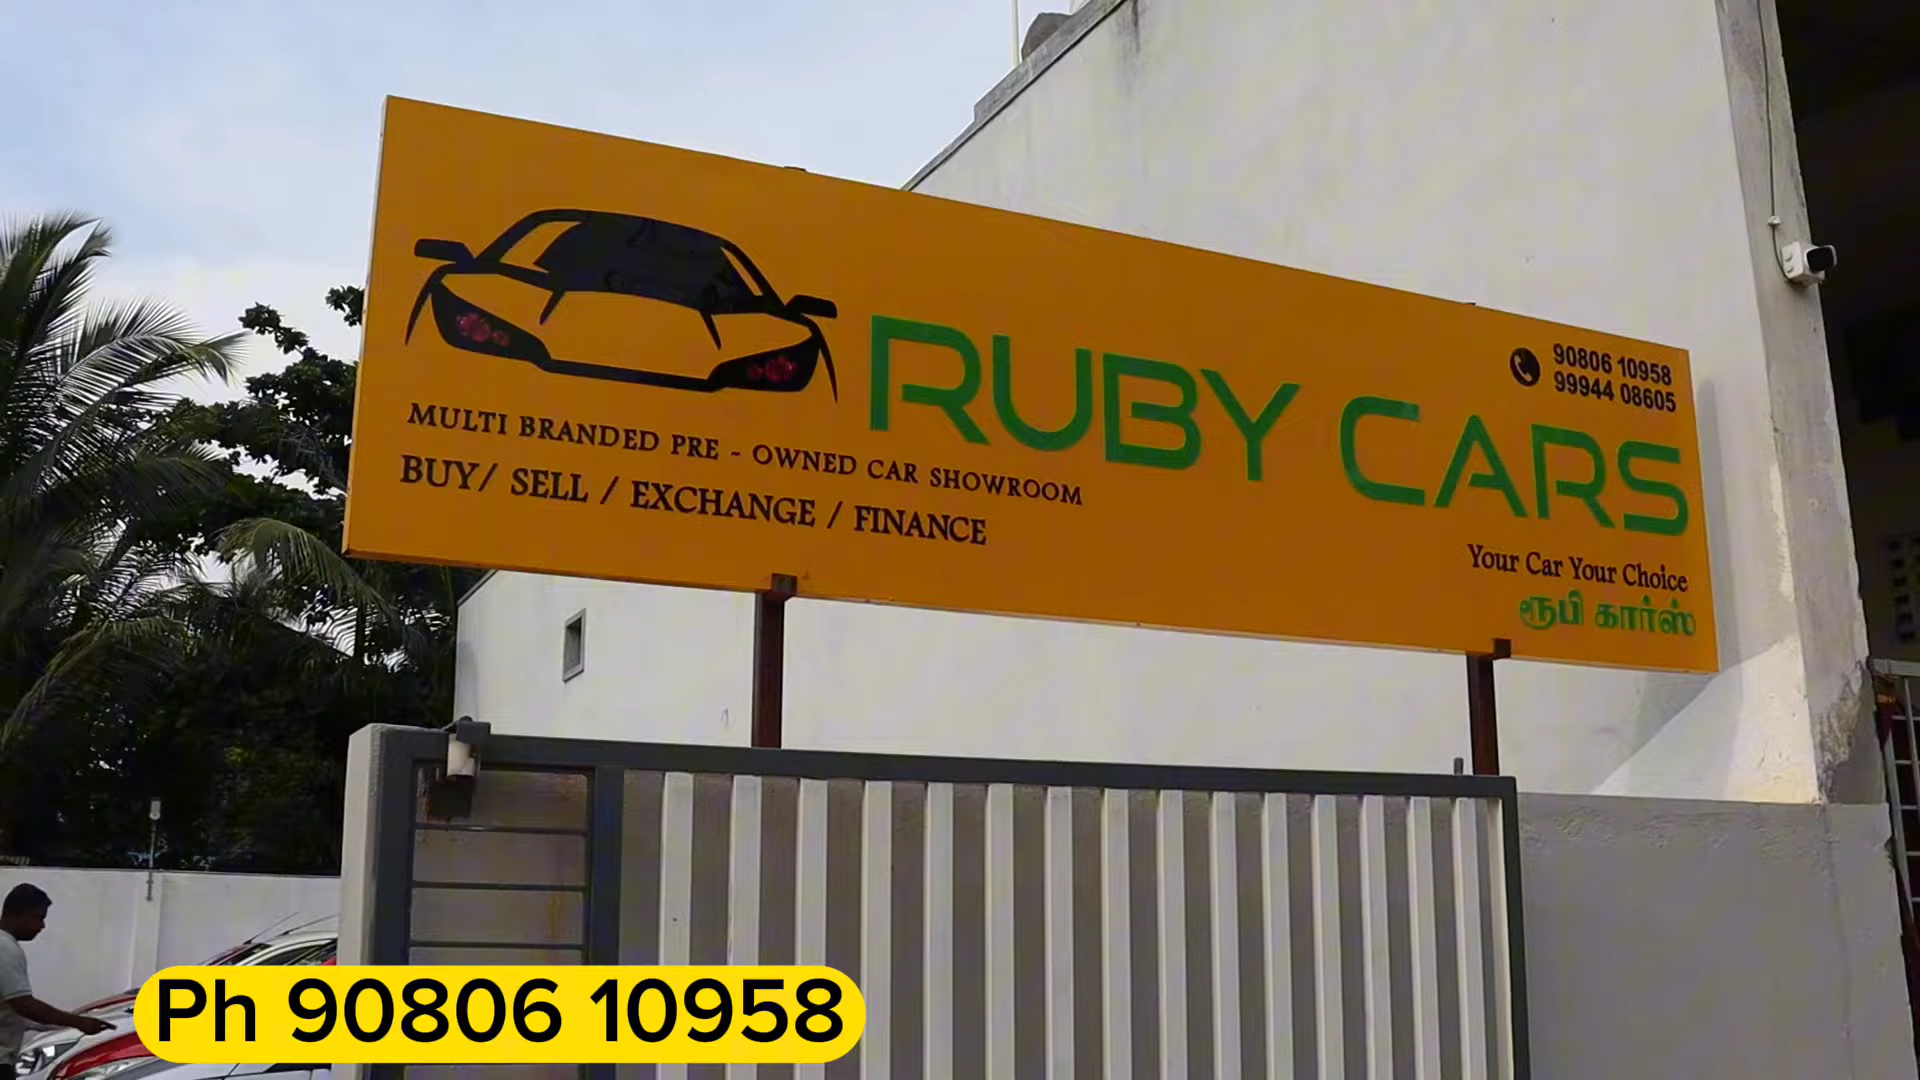 90806 10958
99944 08605
RUBY CARS
MULTI BRANDED PRE - OWNED CAR SHOWROOM
BUY/ SELL / EXCHANGE / FINANCE
Your Car Your Choice
ரூபி கார்ஸ்
Ph 90806 10958